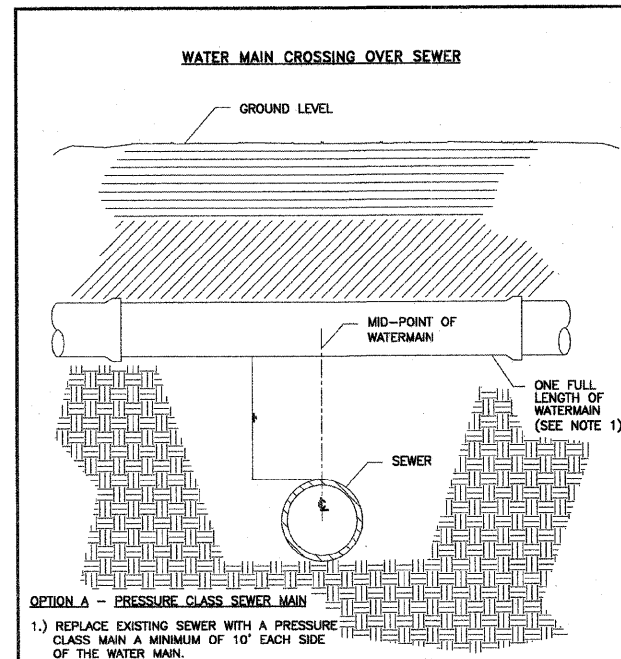 WATER MAIN CROSSING OVER SEWER
GROUND LEVEL
MID-POINT OF
WATERMAIN
ONE FULL
LENGTH OF
WATERMAIN
(SEE NOTE 1)
SEWER
OPTION A - PRESSURE CLASS SEWER MAIN
1.) REPLACE EXISTING SEWER WITH A PRESSURE
CLASS MAIN A MINIMUM OF 10' EACH SIDE
OF THE WATER MAIN.